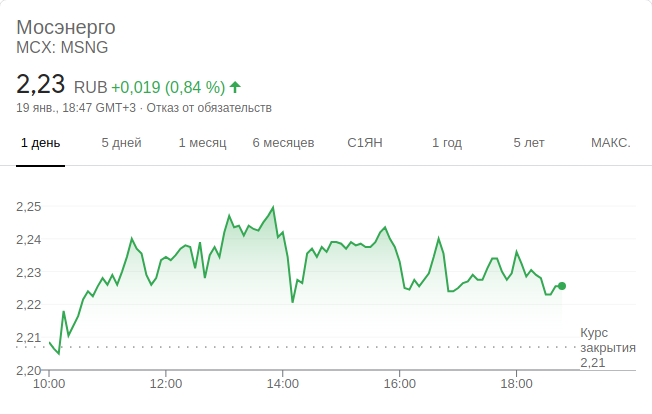 Мосэнерго
MCX: MSNG
2,23 RUB +0,019 (0,84 %)
19 янв., 18:47 GMT+3 · Отказ от обязательств
1 день 5 дней 1 месяц 6 месяцев С1ЯН 1 год 5 лет МАКС.
2,25
2,24
2,23
2,22
2,21
2,20
Курс
закрытия
2,21
10:00 12:00 14:00 16:00 18:00